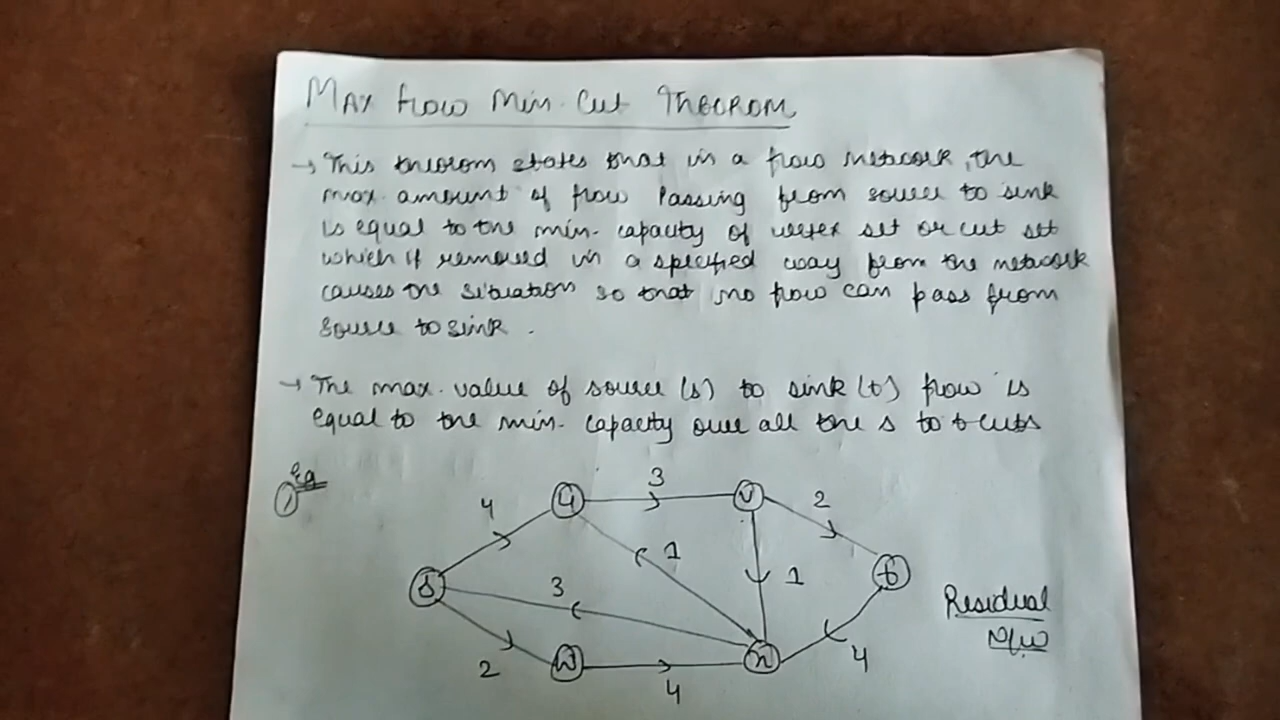 MAX flow Min. Cut THEOROM
→ This theorom states that in a flow network, the
max. amount of flow Passing from source to sink
is equal to the min. capacity of vertex set or cut set
which if removed in a specified way from the network
causes the situation so that no flow can pass from
source to sink.
→ The max. value of source (s) to sink (t) flow is
equal to the min. capacity over all the s to t cuts
Eg
1)
3
4
u
v
2
1
s
3
1
t
Residual
N/w
2
w
4
x
4